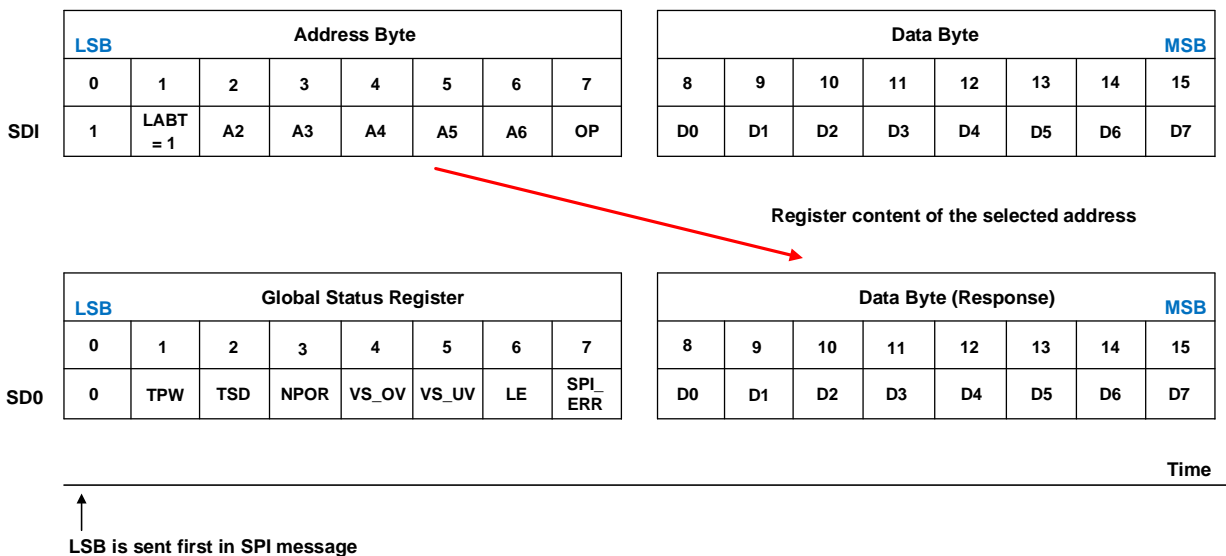 LSB Address Byte
Data Byte MSB
0 1 2 3 4 5 6 7 8 9 10 11 12 13 14 15
SDI 1 LABT = 1 A2 A3 A4 A5 A6 OP D0 D1 D2 D3 D4 D5 D6 D7
Register content of the selected address
LSB Global Status Register
Data Byte (Response) MSB
0 1 2 3 4 5 6 7 8 9 10 11 12 13 14 15
SD0 0 TPW TSD NPOR VS_OV VS_UV LE SPI_ERR D0 D1 D2 D3 D4 D5 D6 D7
Time
LSB is sent first in SPI message